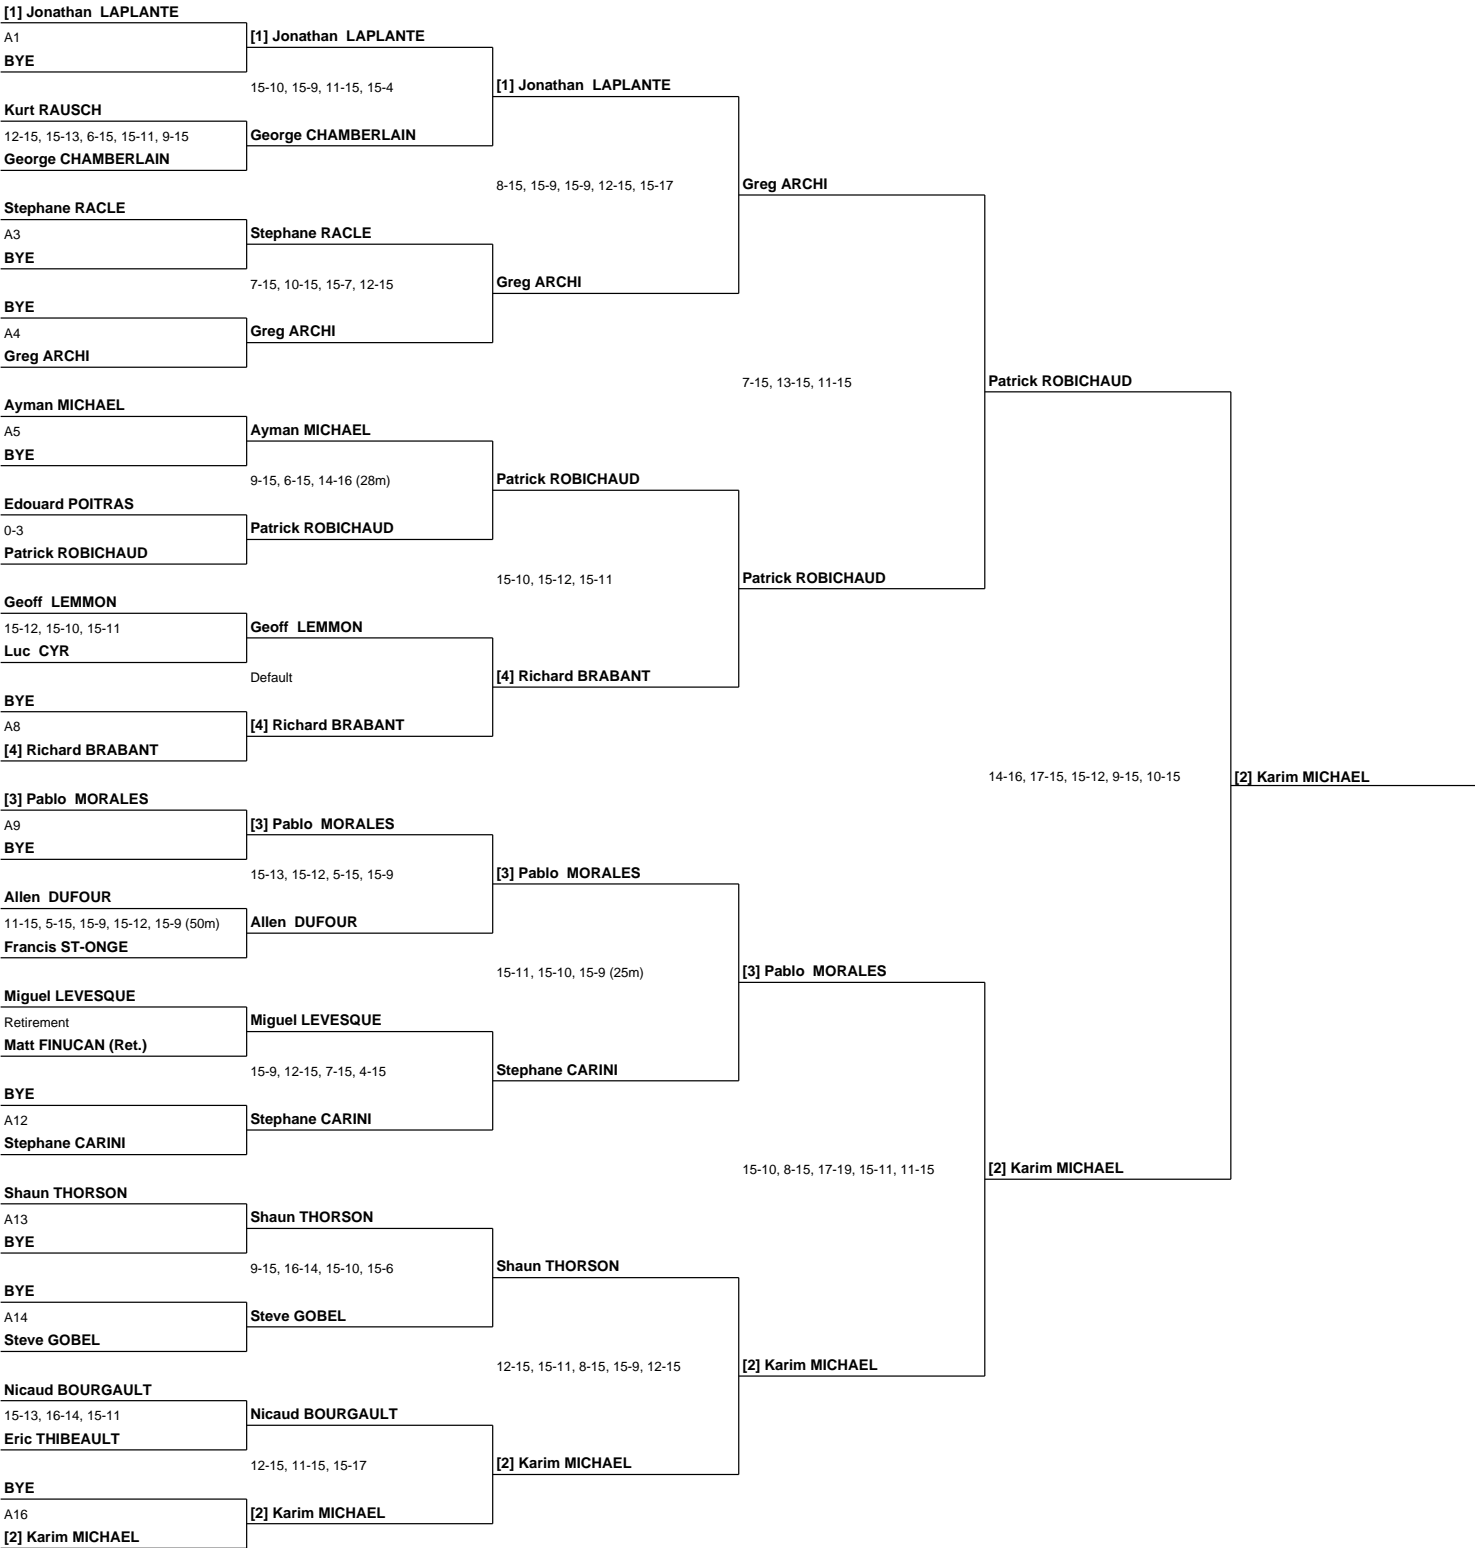 [1] Jonathan LAPLANTE
A1
[1] Jonathan LAPLANTE
BYE
15-10, 15-9, 11-15, 15-4
[1] Jonathan LAPLANTE
Kurt RAUSCH
12-15, 15-13, 6-15, 15-11, 9-15
George CHAMBERLAIN
George CHAMBERLAIN
8-15, 15-9, 15-9, 12-15, 15-17
Greg ARCHI
Stephane RACLE
A3
Stephane RACLE
BYE
7-15, 10-15, 15-7, 12-15
Greg ARCHI
BYE
A4
Greg ARCHI
Greg ARCHI
7-15, 13-15, 11-15
Patrick ROBICHAUD
Ayman MICHAEL
A5
Ayman MICHAEL
BYE
9-15, 6-15, 14-16 (28m)
Patrick ROBICHAUD
Edouard POITRAS
0-3
Patrick ROBICHAUD
Patrick ROBICHAUD
15-10, 15-12, 15-11
Patrick ROBICHAUD
Geoff LEMMON
15-12, 15-10, 15-11
Geoff LEMMON
Luc CYR
Default
[4] Richard BRABANT
BYE
A8
[4] Richard BRABANT
[4] Richard BRABANT
14-16, 17-15, 15-12, 9-15, 10-15
[2] Karim MICHAEL
[3] Pablo MORALES
A9
[3] Pablo MORALES
BYE
15-13, 15-12, 5-15, 15-9
[3] Pablo MORALES
Allen DUFOUR
11-15, 5-15, 15-9, 15-12, 15-9 (50m)
Allen DUFOUR
Francis ST-ONGE
15-11, 15-10, 15-9 (25m)
[3] Pablo MORALES
Miguel LEVESQUE
Retirement
Miguel LEVESQUE
Matt FINUCAN (Ret.)
15-9, 12-15, 7-15, 4-15
Stephane CARINI
BYE
A12
Stephane CARINI
Stephane CARINI
15-10, 8-15, 17-19, 15-11, 11-15
[2] Karim MICHAEL
Shaun THORSON
A13
Shaun THORSON
BYE
9-15, 16-14, 15-10, 15-6
Shaun THORSON
BYE
A14
Steve GOBEL
Steve GOBEL
12-15, 15-11, 8-15, 15-9, 12-15
[2] Karim MICHAEL
Nicaud BOURGAULT
15-13, 16-14, 15-11
Nicaud BOURGAULT
Eric THIBEAULT
12-15, 11-15, 15-17
[2] Karim MICHAEL
BYE
A16
[2] Karim MICHAEL
[2] Karim MICHAEL